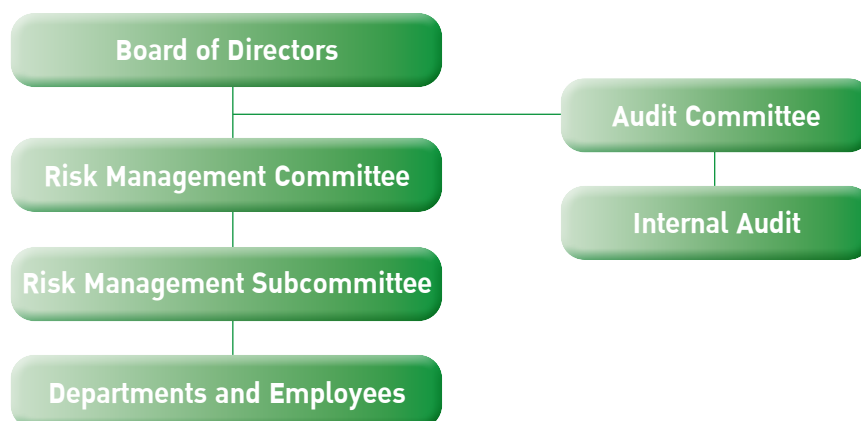 Board of Directors
Audit Committee
Risk Management Committee
Internal Audit
Risk Management Subcommittee
Departments and Employees